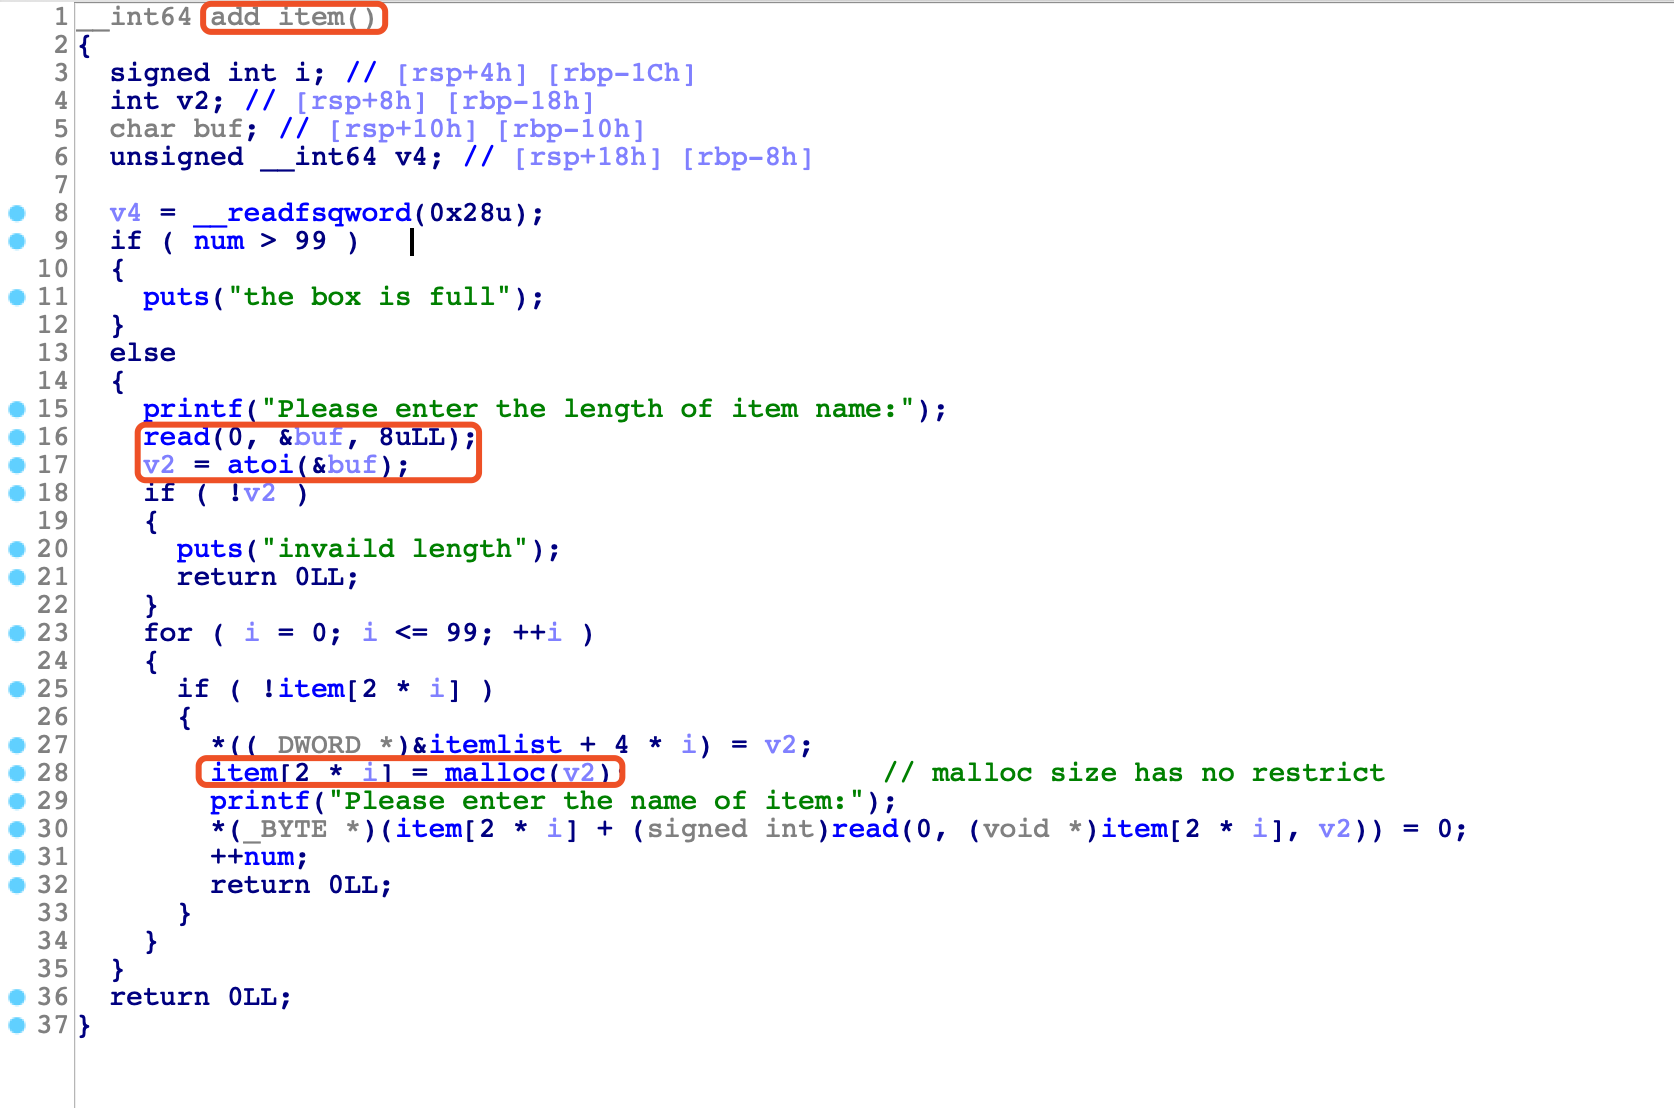 1 __int64 add_item()
2 {
3 signed int i; // [rsp+4h] [rbp-1Ch]
4 int v2; // [rsp+8h] [rbp-18h]
5 char buf; // [rsp+10h] [rbp-10h]
6 unsigned __int64 v4; // [rsp+18h] [rbp-8h]
7
8 v4 = __readfsqword(0x28u);
9 if ( num > 99 )
10 {
11 puts("the box is full");
12 }
13 else
14 {
15 printf("Please enter the length of item name:");
16 read(0, &buf, 8uLL);
17 v2 = atoi(&buf);
18 if ( !v2 )
19 {
20 puts("invaild length");
21 return 0LL;
22 }
23 for ( i = 0; i <= 99; ++i )
24 {
25 if ( !item[2 * i] )
26 {
27 *((_DWORD *)&itemlist + 4 * i) = v2;
28 item[2 * i] = malloc(v2); // malloc size has no restrict
29 printf("Please enter the name of item:");
30 *(_BYTE *)(item[2 * i] + (signed int)read(0, (void *)item[2 * i], v2)) = 0;
31 ++num;
32 return 0LL;
33 }
34 }
35 }
36 return 0LL;
37 }